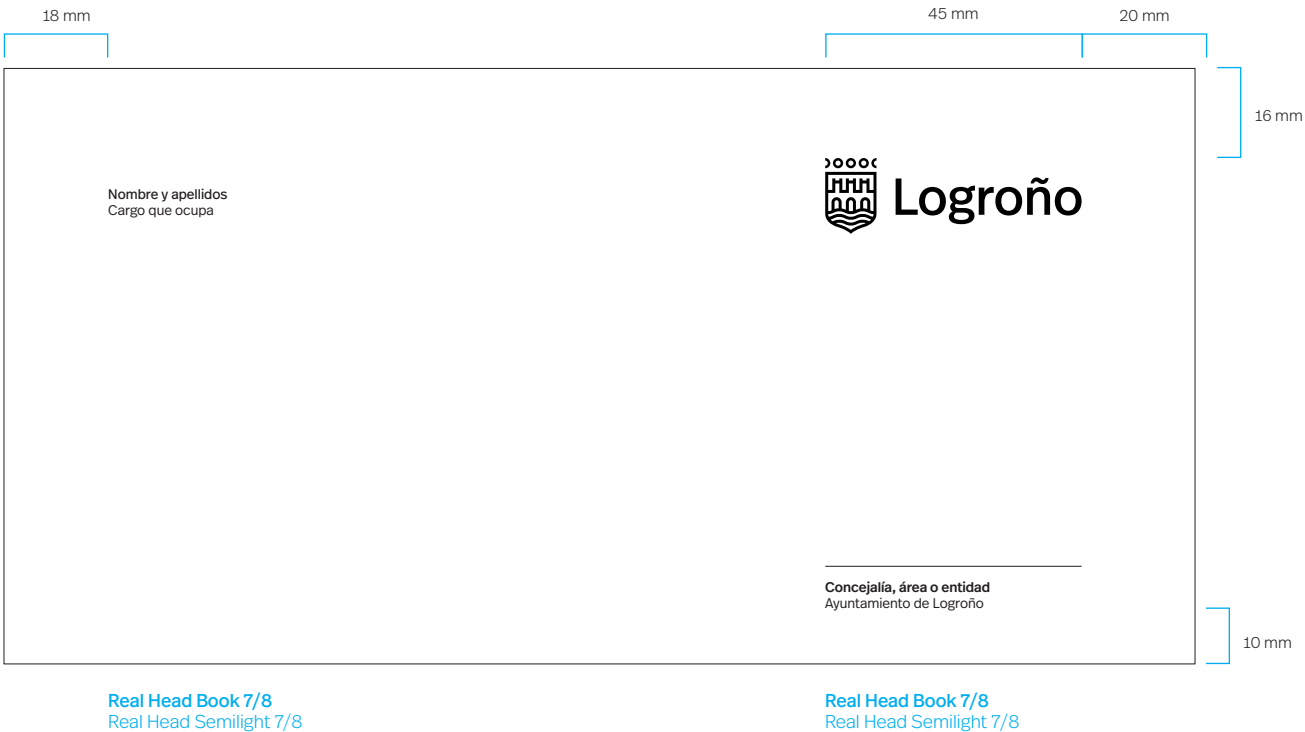 18 mm
45 mm
20 mm
16 mm
Nombre y apellidos
Cargo que ocupa
Logroño
Concejalía, área o entidad
Ayuntamiento de Logroño
10 mm
Real Head Book 7/8
Real Head Semilight 7/8
Real Head Book 7/8
Real Head Semilight 7/8